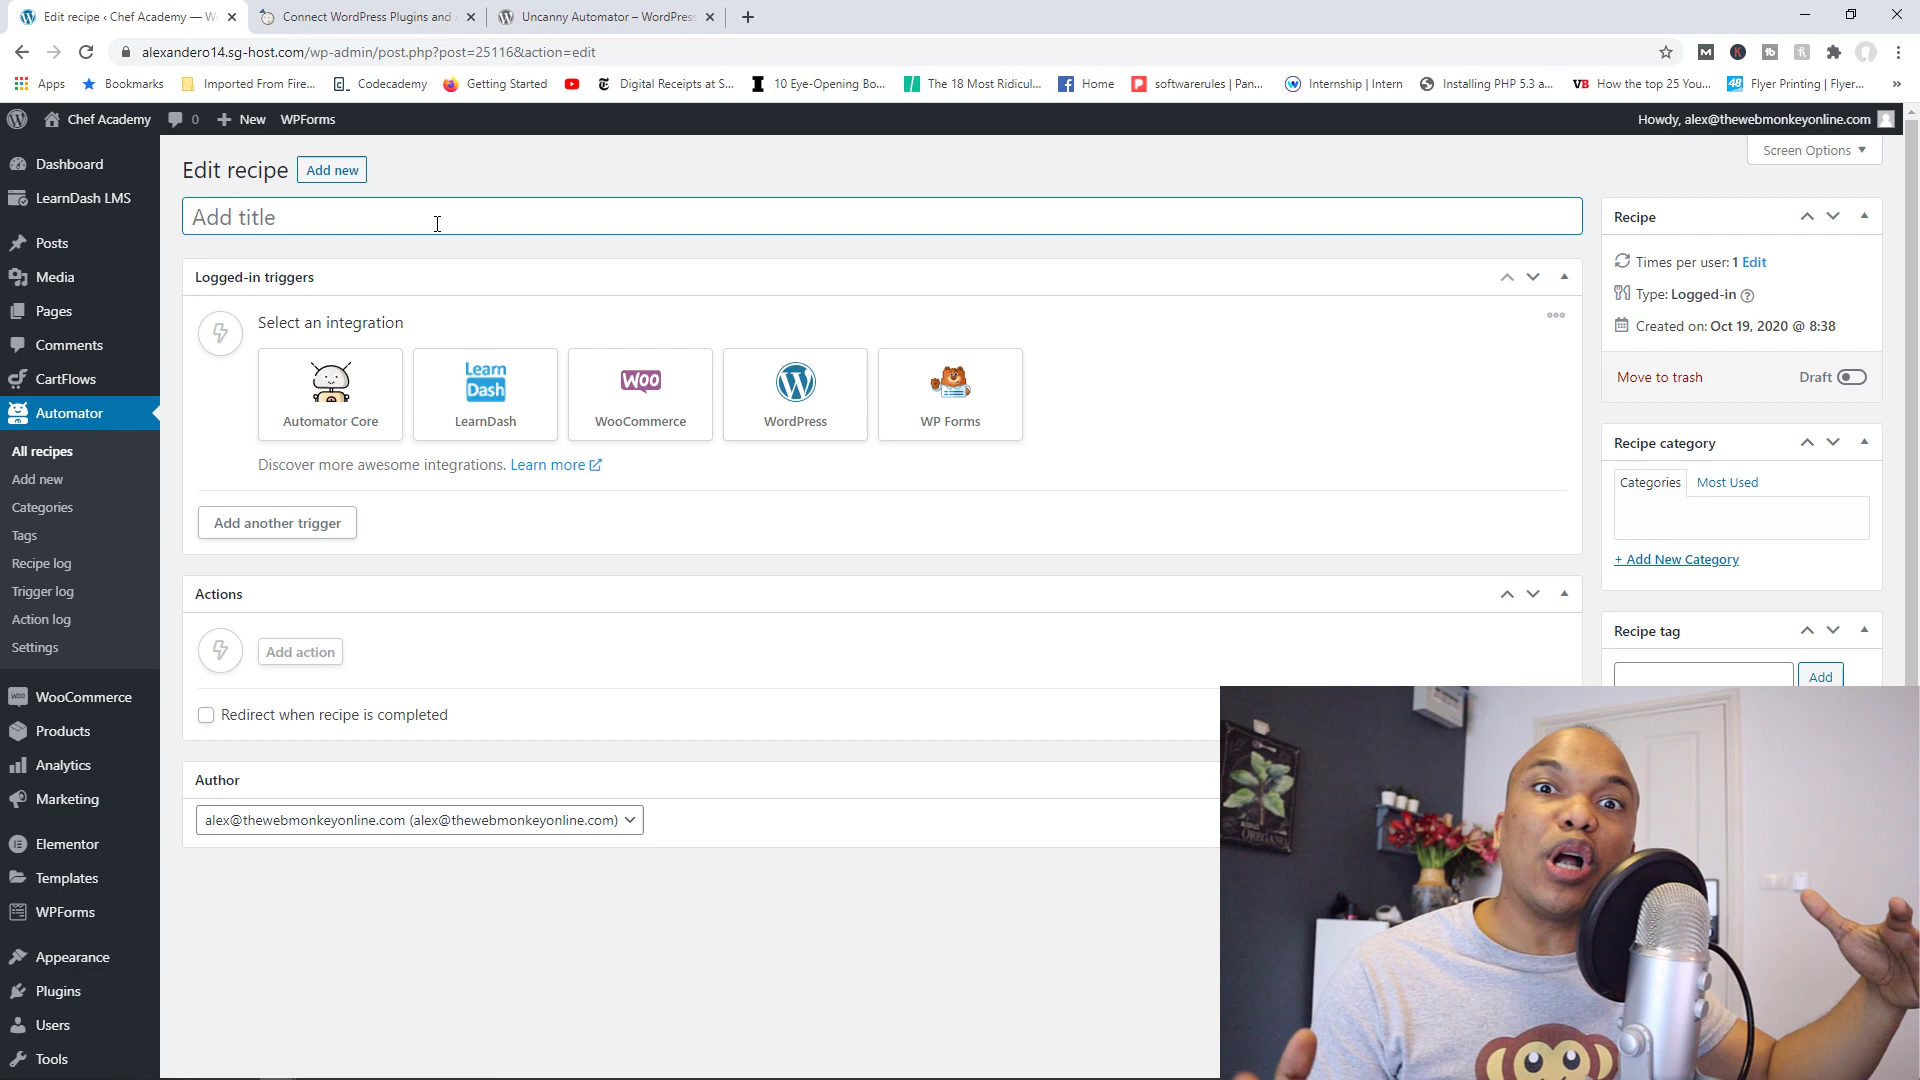 Edit recipe ‹ Chef Academy — W
Connect WordPress Plugins and
Uncanny Automator – WordPress
alexandero14.sg-host.com/wp-admin/post.php?post=25116&action=edit
Apps
Bookmarks
Imported From Fire...
Codecademy
Getting Started
Digital Receipts at S...
10 Eye-Opening Bo...
The 18 Most Ridicul...
Home
softwarerules | Pan...
Internship | Intern
Installing PHP 5.3 a...
VB How the top 25 You...
Flyer Printing | Flyer...
»
Chef Academy
0
New
WPForms
Howdy, alex@thewebmonkeyonline.com
Screen Options
Dashboard
LearnDash LMS
Posts
Media
Pages
Comments
CartFlows
Automator
All recipes
Add new
Categories
Tags
Recipe log
Trigger log
Action log
Settings
WooCommerce
Products
Analytics
Marketing
Elementor
Templates
WPForms
Appearance
Plugins
Users
Tools
Edit recipe
Add new
Add title
Logged-in triggers
Select an integration
Automator Core
Learn
Dash
LearnDash
WOO
WooCommerce
WordPress
WP Forms
Discover more awesome integrations. Learn more
Add another trigger
Actions
Add action
Redirect when recipe is completed
Author
alex@thewebmonkeyonline.com (alex@thewebmonkeyonline.com)
Recipe
Times per user: 1 Edit
Type: Logged-in
Created on: Oct 19, 2020 @ 8:38
Move to trash
Draft
Recipe category
Categories
Most Used
+ Add New Category
Recipe tag
Add
OREGANO